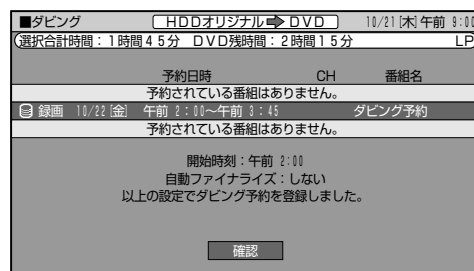 ■ダビング HDDオリジナル➡DVD 10/21[木]午前 9:00
選択合計時間：1時間45分 DVD残時間：2時間15分 LP
予約日時 CH 番組名
予約されている番組はありません。
録画 10/22[金] 午前 2:00～午前 3:45 ダビング予約
予約されている番組はありません。
開始時刻：午前 2:00
自動ファイナライズ：しない
以上の設定でダビング予約を登録しました。
確認